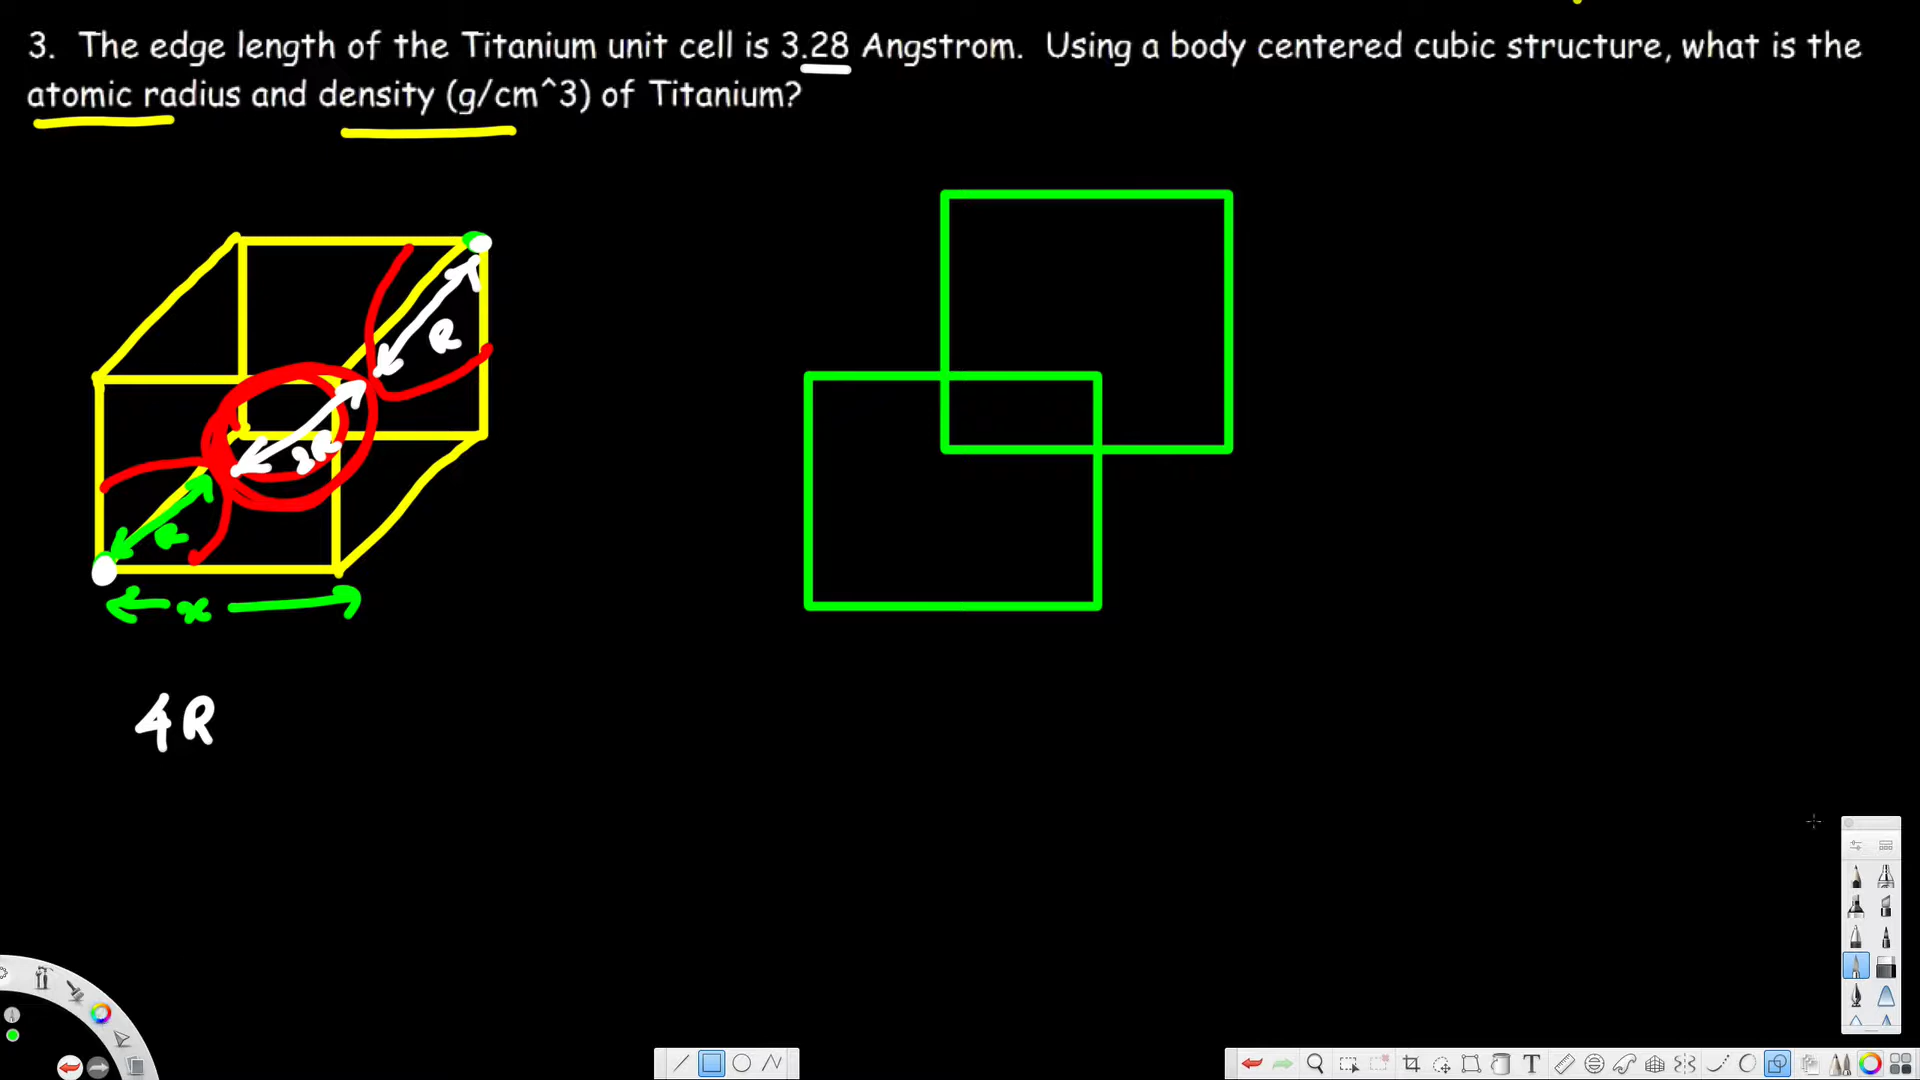 3. The edge length of the Titanium unit cell is 3.28 Angstrom. Using a body centered cubic structure, what is the
atomic radius and density (g/cm^3) of Titanium?
R
2R
R
x
4R